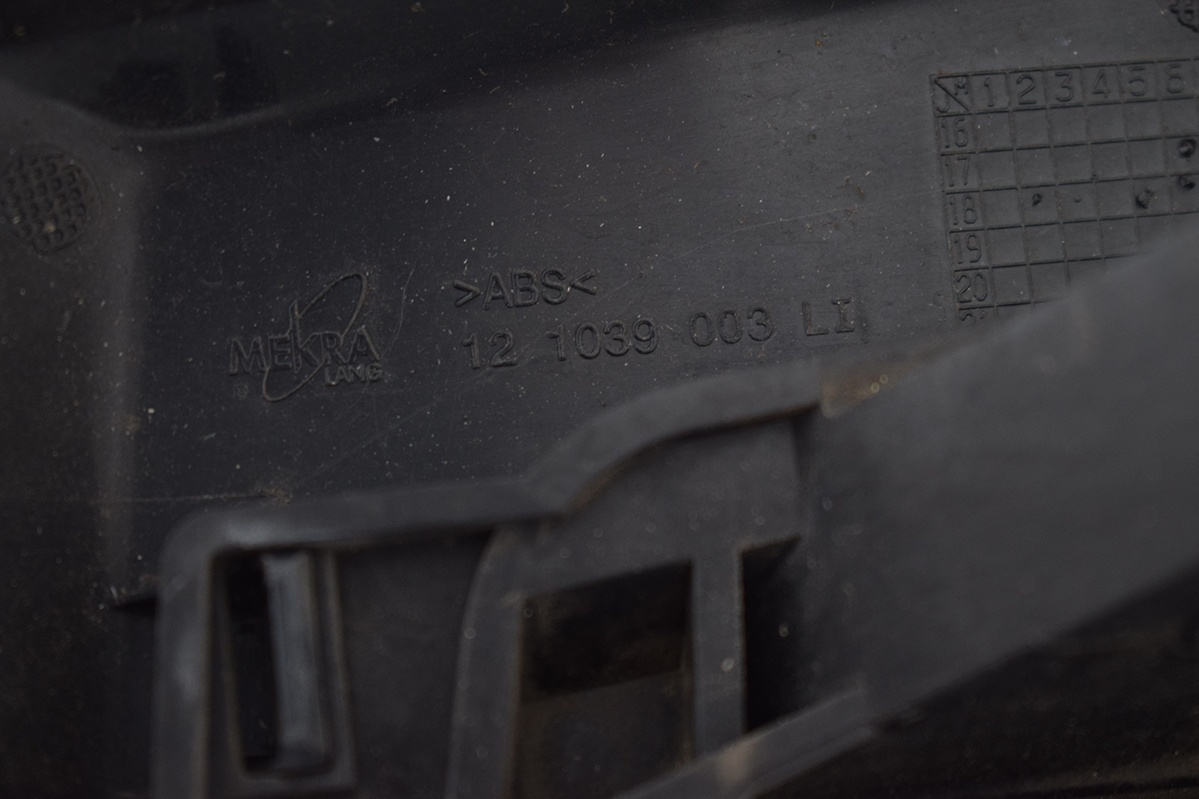 >ABS<
12 1039 003 LI
MEKRA
LANG
®
J M 1 2 3 4 5 6
16
17
18
19
20